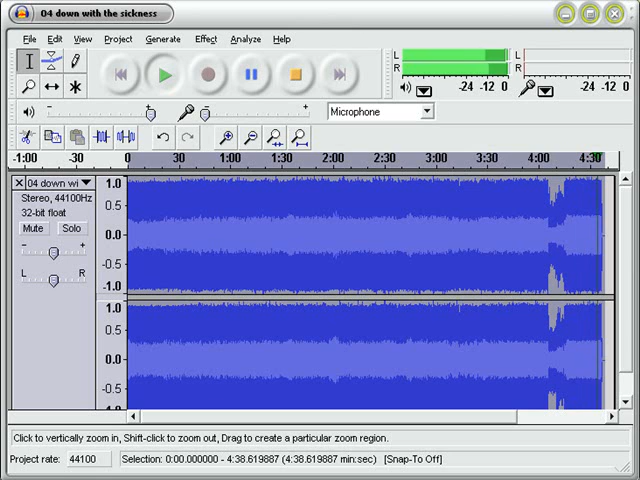 04 down with the sickness
File Edit View Project Generate Effect Analyze Help
L
R
-24 -12 0
L
R
-24 -12 0
- +
- +
Microphone
-1:00 -30 0 30 1:00 1:30 2:00 2:30 3:00 3:30 4:00 4:30
04 down wi
Stereo, 44100Hz
32-bit float
Mute Solo
- +
L R
1.0
0.5
0.0
-0.5
-1.0
1.0
0.5
0.0
-0.5
-1.0
Click to vertically zoom in, Shift-click to zoom out, Drag to create a particular zoom region.
Project rate: 44100 Selection: 0:00.000000 - 4:38.619887 (4:38.619887 min:sec) [Snap-To Off]